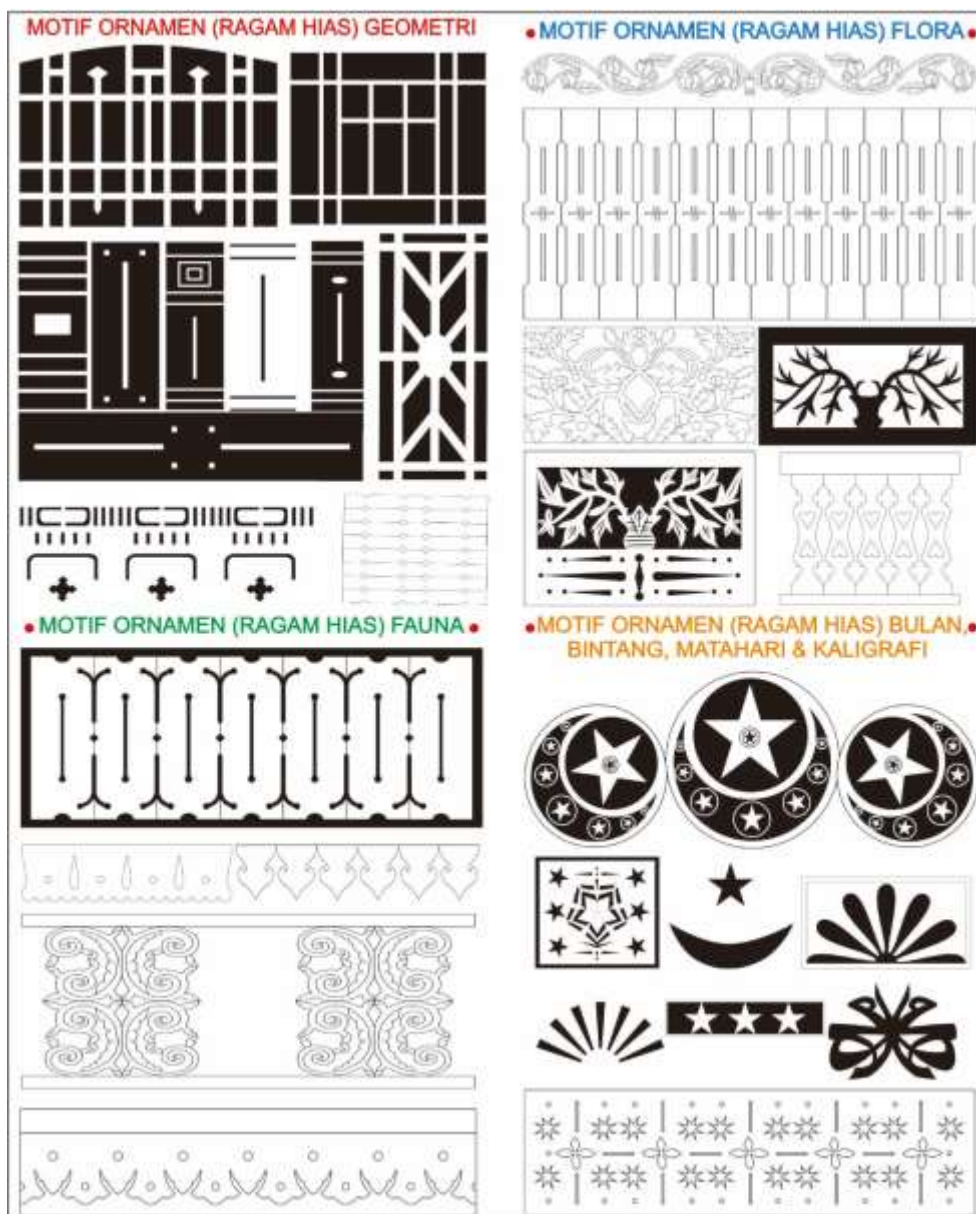 MOTIF ORNAMEN (RAGAM HIAS) GEOMETRI
• MOTIF ORNAMEN (RAGAM HIAS) FLORA •
• MOTIF ORNAMEN (RAGAM HIAS) FAUNA •
• MOTIF ORNAMEN (RAGAM HIAS) BULAN, •
BINTANG, MATAHARI & KALIGRAFI